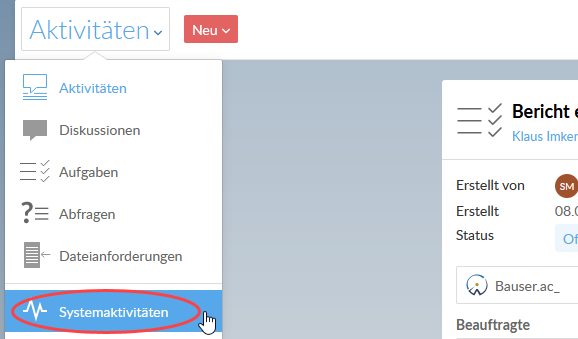 Aktivitäten
Neu
Aktivitäten
Diskussionen
Aufgaben
Abfragen
Dateianforderungen
Systemaktivitäten
Bericht e
Klaus Imker
Erstellt von SM
Erstellt 08.0
Status Of
Bauser.ac_
Beauftragte